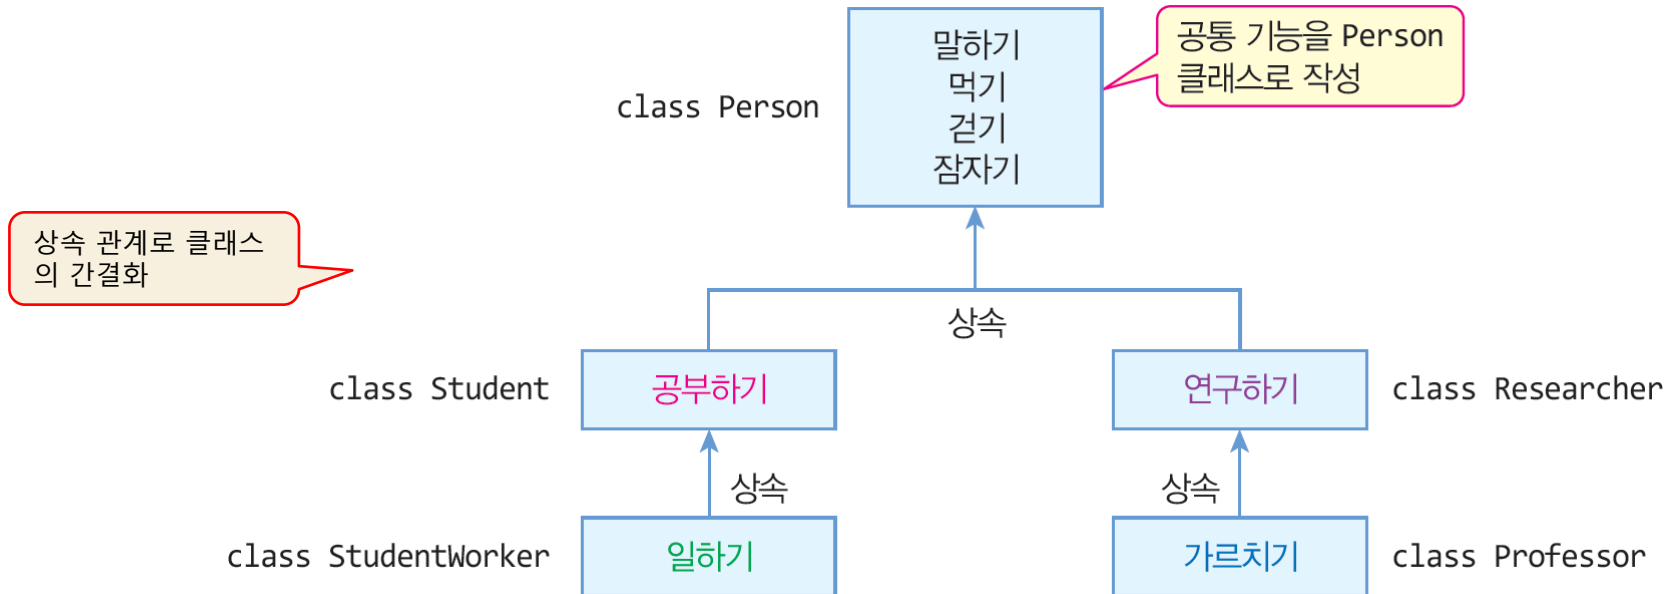 말하기
먹기
걷기
잠자기
class Person
공통 기능을 Person
클래스로 작성
상속 관계로 클래스
의 간결화
상속
class Student
공부하기
연구하기
class Researcher
상속
상속
class StudentWorker
일하기
가르치기
class Professor